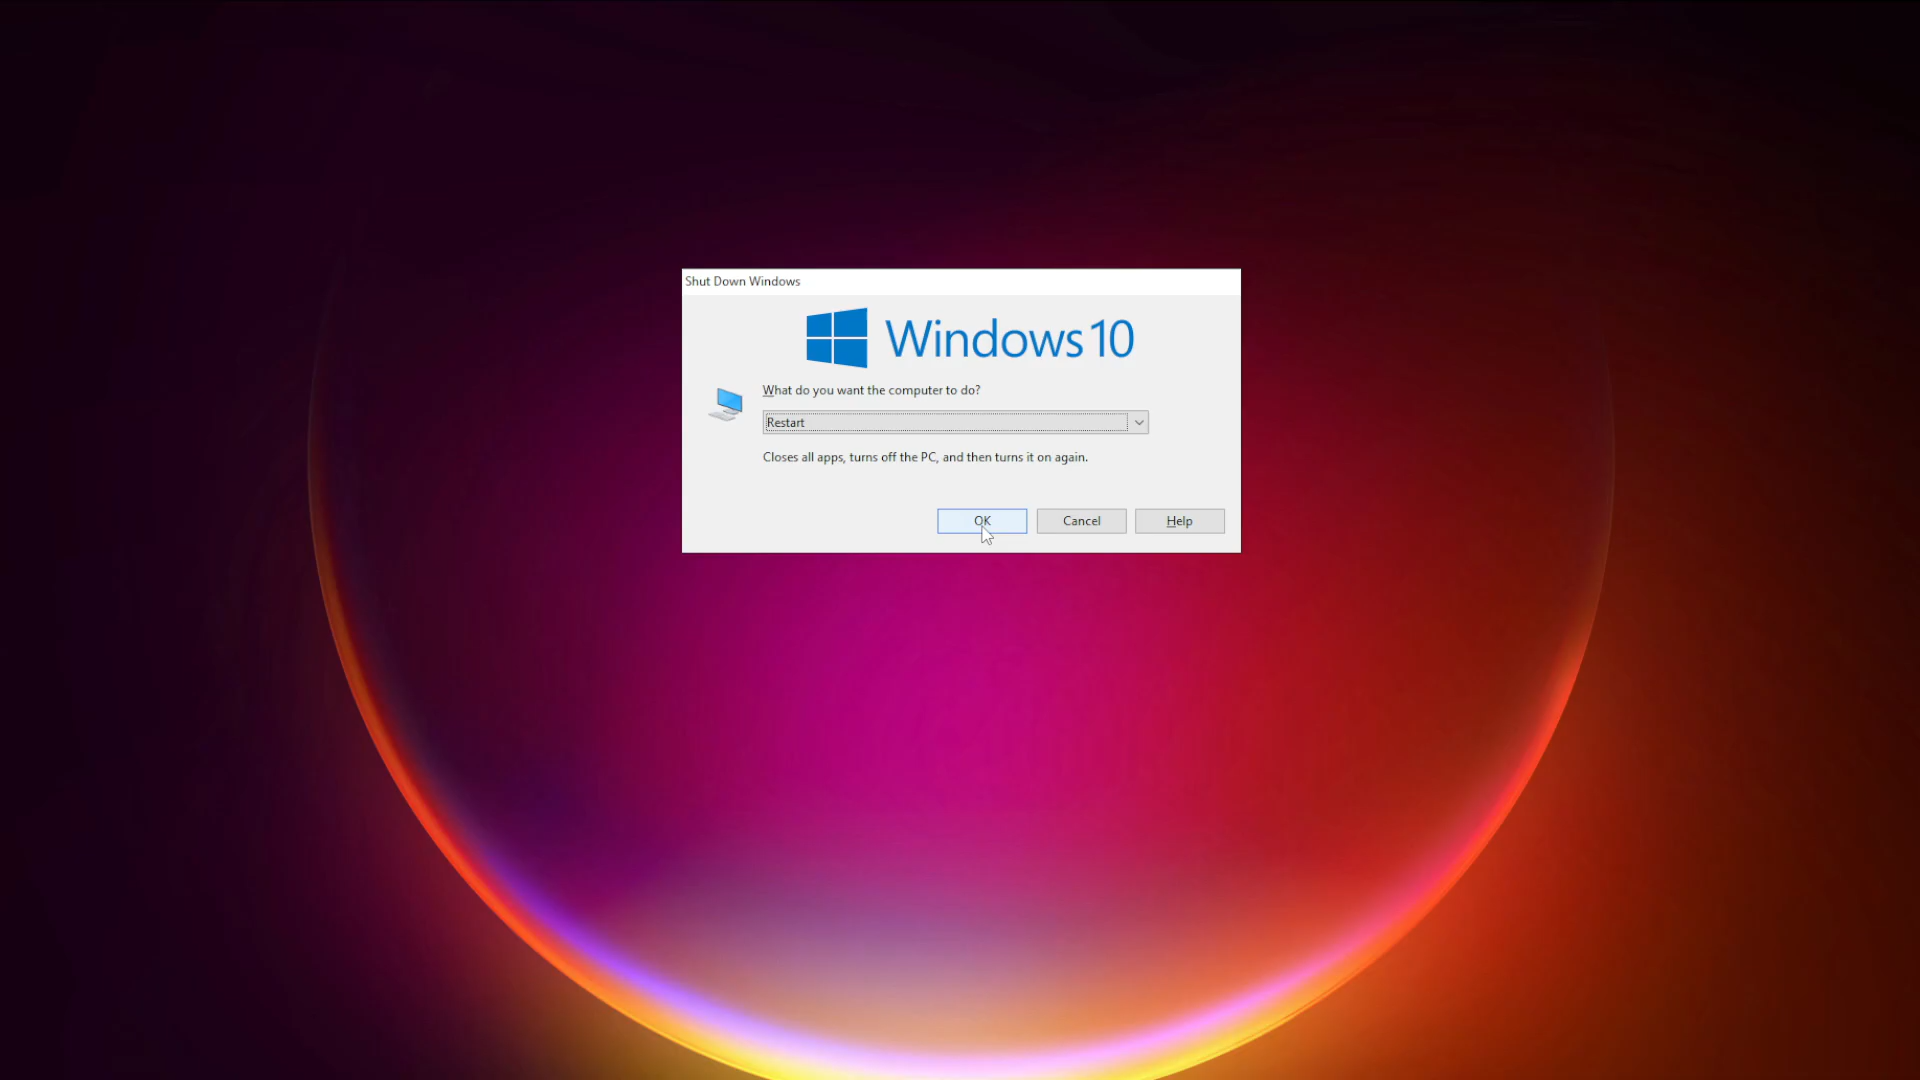 Shut Down Windows
Windows 10
What do you want the computer to do?
Restart
Closes all apps, turns off the PC, and then turns it on again.
OK Cancel Help